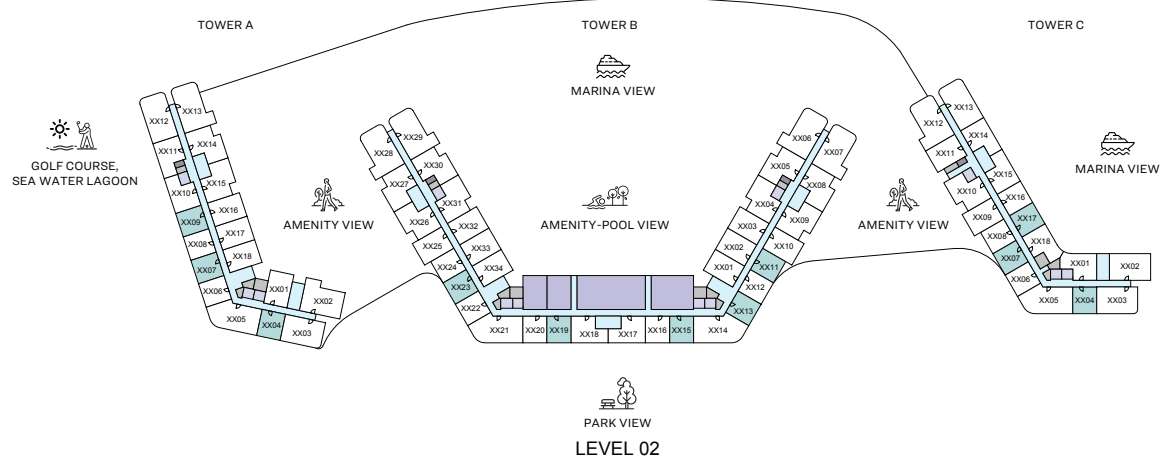 TOWER A
TOWER B
TOWER C
MARINA VIEW
GOLF COURSE,
SEA WATER LAGOON
AMENITY VIEW
AMENITY-POOL VIEW
AMENITY VIEW
MARINA VIEW
XX12
XX13
XX11
XX14
XX10
XX15
XX09
XX16
XX08
XX17
XX07
XX18
XX06
XX01
XX02
XX05
XX04
XX03
XX28
XX29
XX27
XX30
XX31
XX26
XX32
XX25
XX33
XX24
XX34
XX23
XX22
XX21
XX20
XX19
XX18
XX17
XX16
XX15
XX14
XX13
XX12
XX11
XX01
XX10
XX02
XX03
XX09
XX04
XX08
XX05
XX07
XX06
XX12
XX13
XX11
XX14
XX10
XX15
XX09
XX16
XX08
XX17
XX07
XX18
XX06
XX01
XX02
XX05
XX04
XX03
PARK VIEW
LEVEL 02